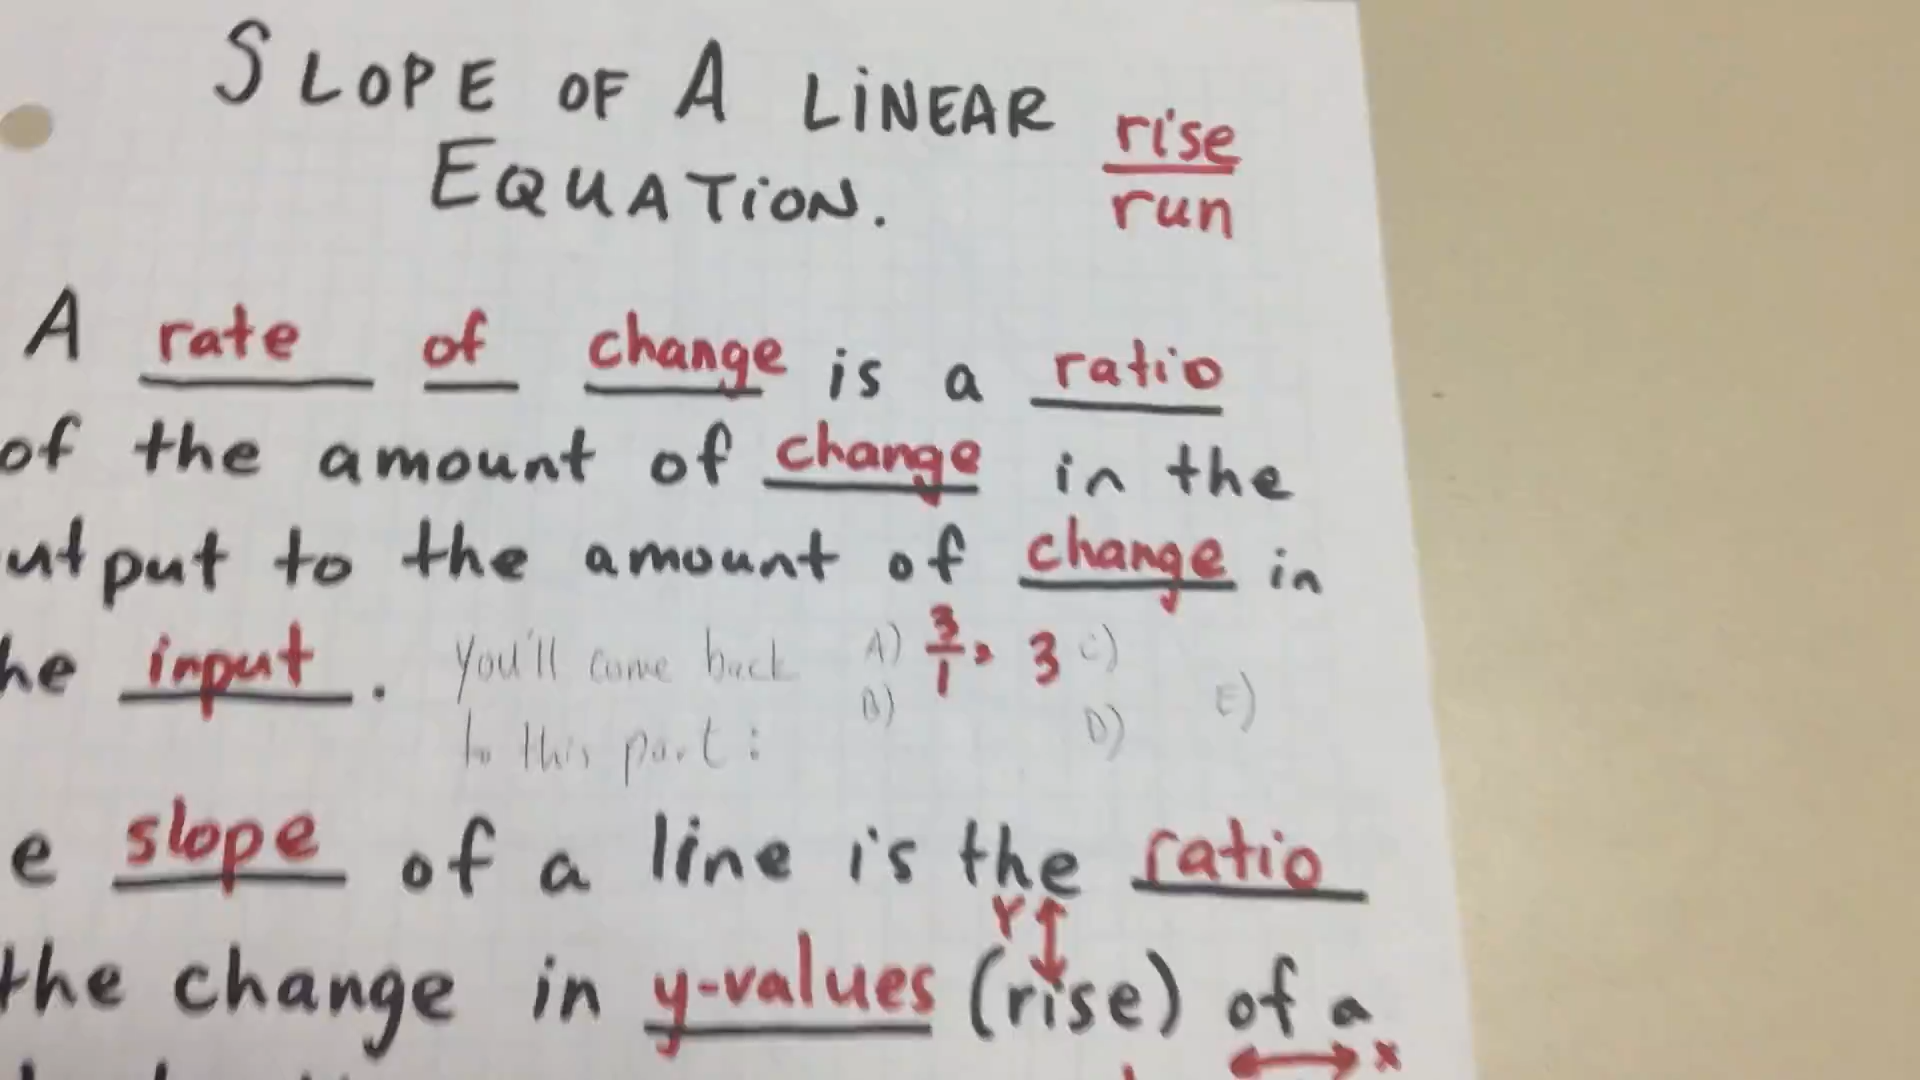 SLOPE OF A LINEAR
EQUATION.
rise
run
A rate of change is a ratio
of the amount of change in the
utput to the amount of change in
he input. You'll come back A) 3/1 = 3 C)
to this part: B) D) E)
e slope of a line is the ratio
Y
the change in y-values (rise) of a
x